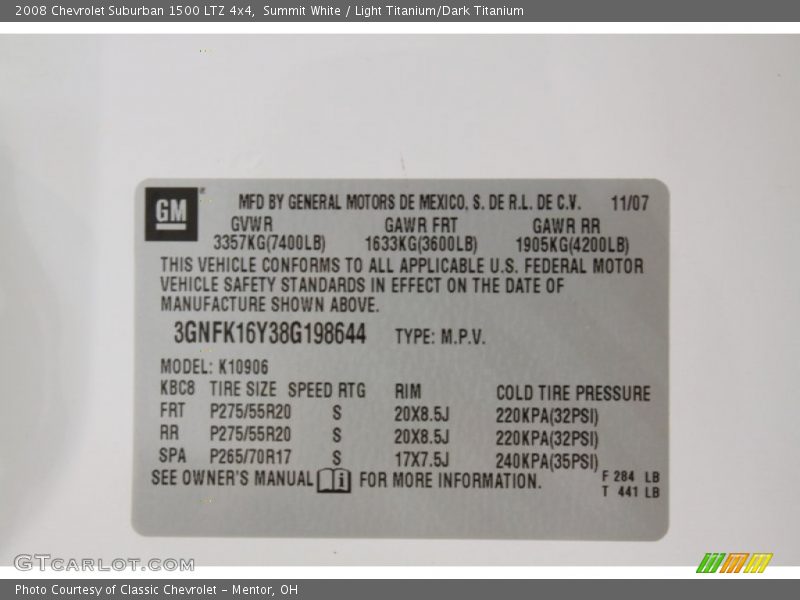 2008 Chevrolet Suburban 1500 LTZ 4x4, Summit White / Light Titanium/Dark Titanium
GM MFD BY GENERAL MOTORS DE MEXICO, S. DE R.L. DE C.V. 11/07
GVWR GAWR FRT GAWR RR
3357KG(7400LB) 1633KG(3600LB) 1905KG(4200LB)
THIS VEHICLE CONFORMS TO ALL APPLICABLE U.S. FEDERAL MOTOR
VEHICLE SAFETY STANDARDS IN EFFECT ON THE DATE OF
MANUFACTURE SHOWN ABOVE.
3GNFK16Y38G198644 TYPE: M.P.V.
MODEL: K10906
KBC8 TIRE SIZE SPEED RTG RIM COLD TIRE PRESSURE
FRT P275/55R20 S 20X8.5J 220KPA(32PSI)
RR P275/55R20 S 20X8.5J 220KPA(32PSI)
SPA P265/70R17 S 17X7.5J 240KPA(35PSI)
SEE OWNER'S MANUAL i FOR MORE INFORMATION. F 284 LB
T 441 LB
GTCARLOT.COM
Photo Courtesy of Classic Chevrolet - Mentor, OH